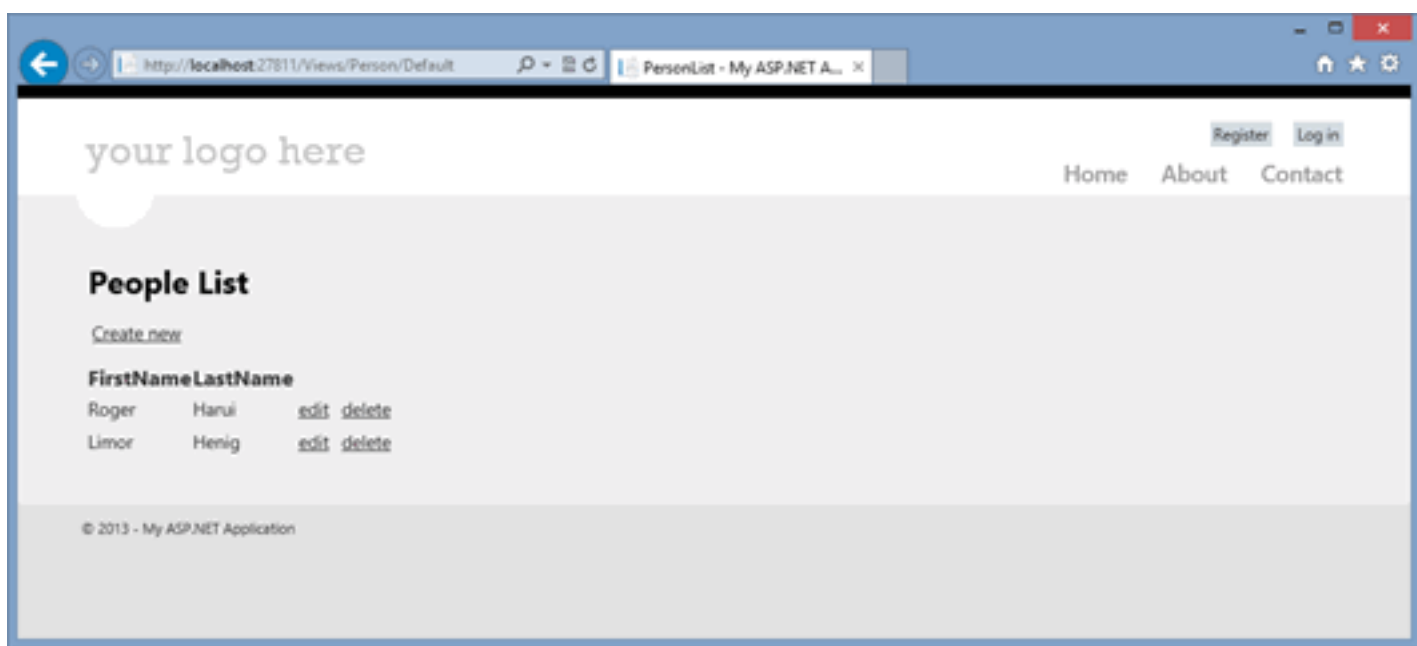 http://localhost:27811/Views/Person/Default
PersonList - My ASP.NET A...
your logo here
Register Log in
Home About Contact
People List
Create new
FirstNameLastName
Roger Harui edit delete
Limor Henig edit delete
© 2013 - My ASP.NET Application